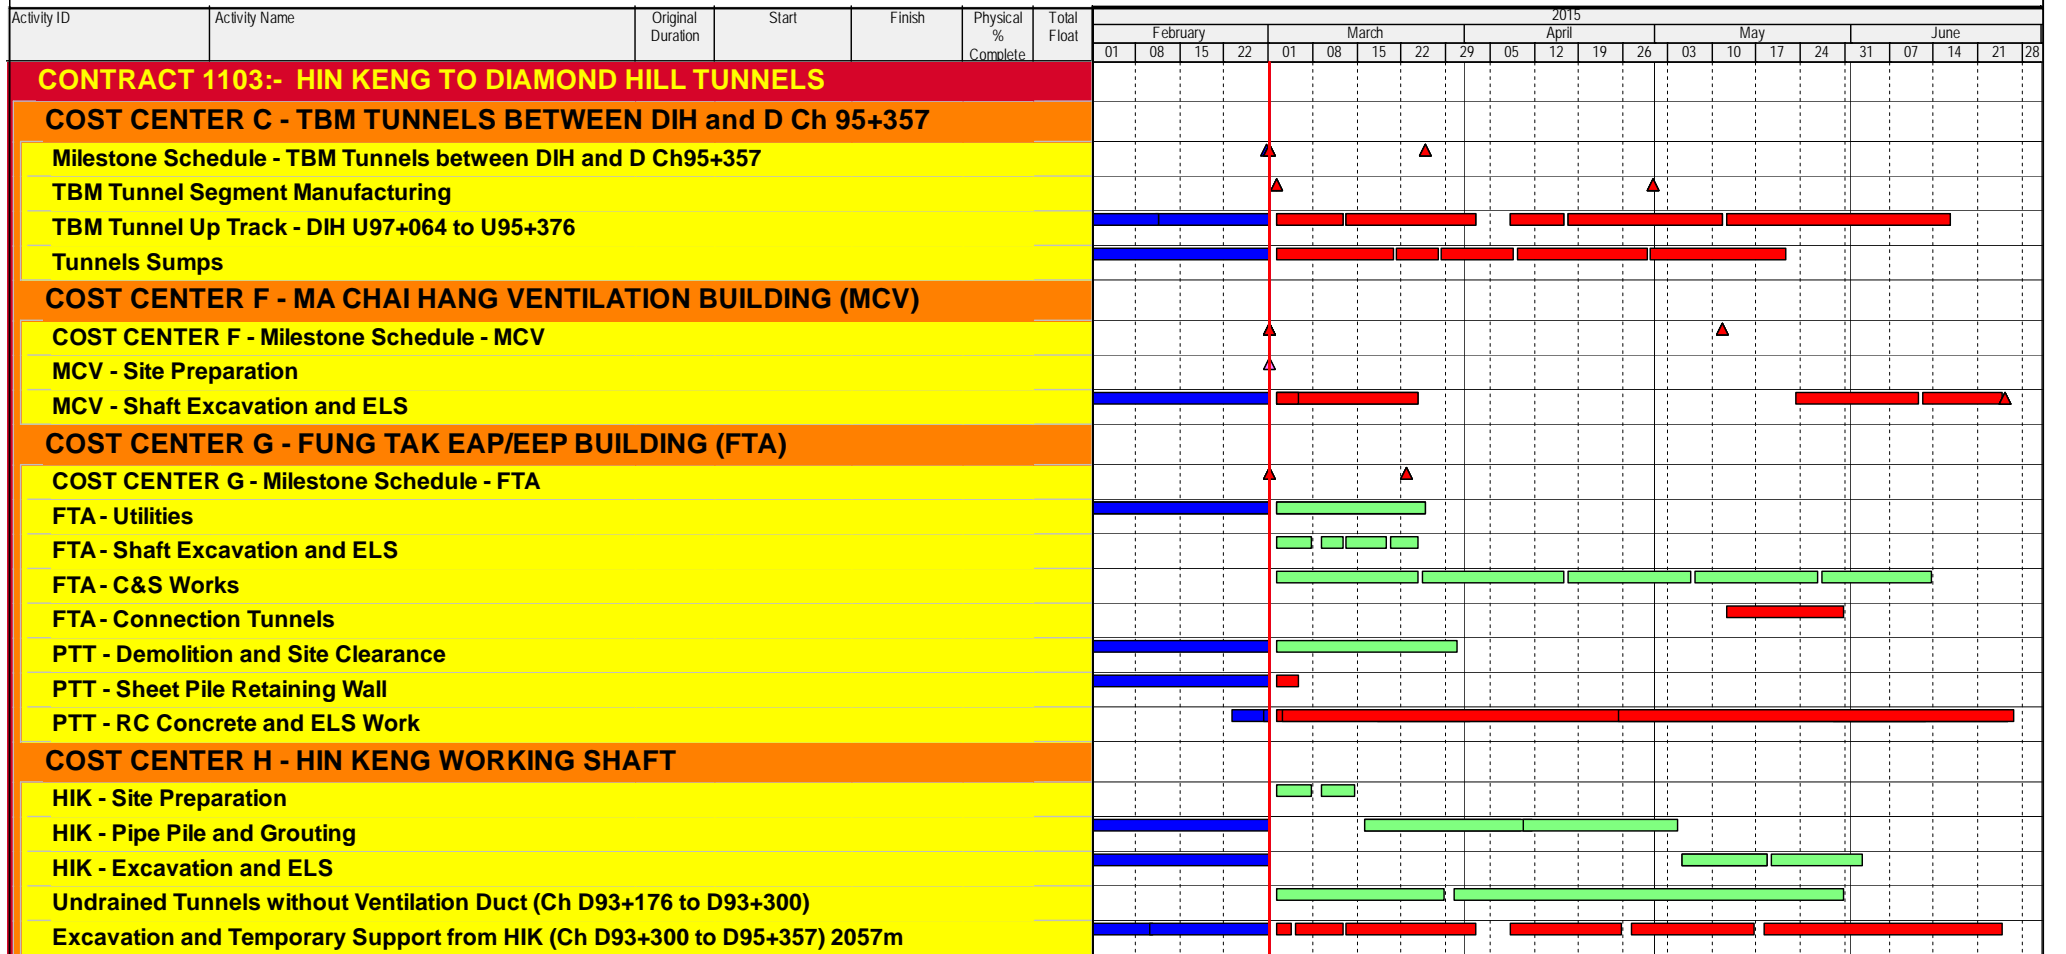 Activity ID Activity Name Original Duration Start Finish Physical % Complete Total Float 2015
February March April May June
01 08 15 22 01 08 15 22 29 05 12 19 26 03 10 17 24 31 07 14 21 28
CONTRACT 1103:- HIN KENG TO DIAMOND HILL TUNNELS
COST CENTER C - TBM TUNNELS BETWEEN DIH and D Ch 95+357
Milestone Schedule - TBM Tunnels between DIH and D Ch95+357
TBM Tunnel Segment Manufacturing
TBM Tunnel Up Track - DIH U97+064 to U95+376
Tunnels Sumps
COST CENTER F - MA CHAI HANG VENTILATION BUILDING (MCV)
COST CENTER F - Milestone Schedule - MCV
MCV - Site Preparation
MCV - Shaft Excavation and ELS
COST CENTER G - FUNG TAK EAP/EEP BUILDING (FTA)
COST CENTER G - Milestone Schedule - FTA
FTA - Utilities
FTA - Shaft Excavation and ELS
FTA - C&S Works
FTA - Connection Tunnels
PTT - Demolition and Site Clearance
PTT - Sheet Pile Retaining Wall
PTT - RC Concrete and ELS Work
COST CENTER H - HIN KENG WORKING SHAFT
HIK - Site Preparation
HIK - Pipe Pile and Grouting
HIK - Excavation and ELS
Undrained Tunnels without Ventilation Duct (Ch D93+176 to D93+300)
Excavation and Temporary Support from HIK (Ch D93+300 to D95+357) 2057m